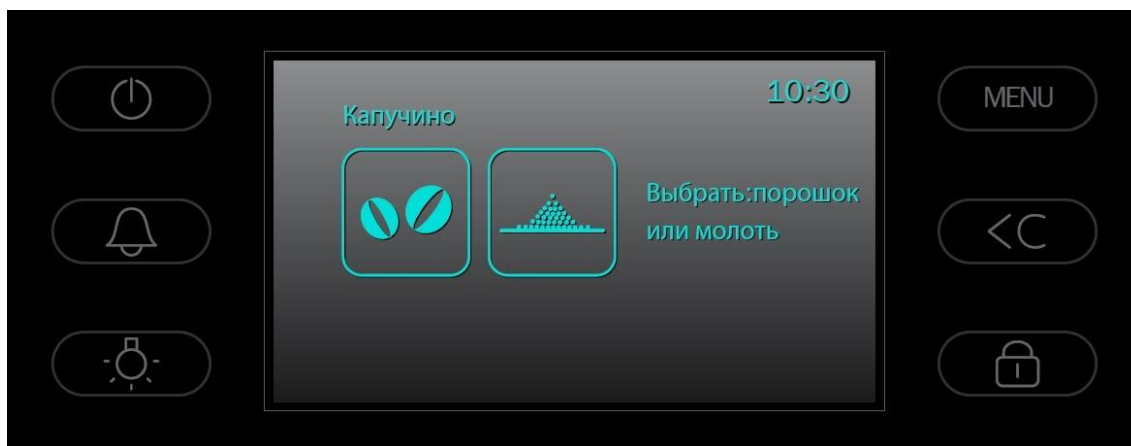 10:30
MENU
Капучино
Выбрать:порошок
или молоть
<C